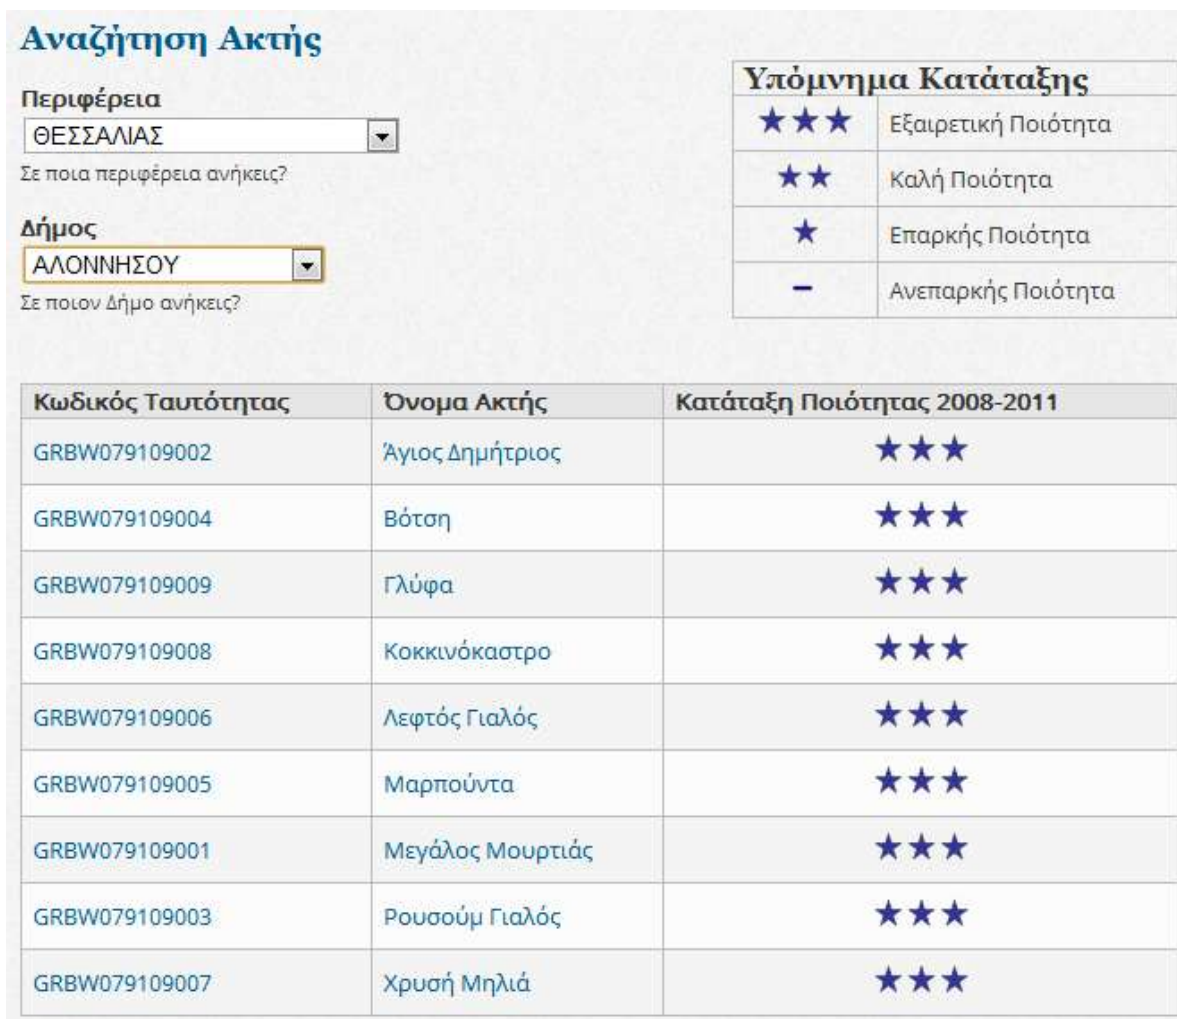 Αναζήτηση Ακτής
Περιφέρεια
ΘΕΣΣΑΛΙΑΣ
Σε ποια περιφέρεια ανήκεις?
Δήμος
ΑΛΟΝΝΗΣΟΥ
Σε ποιον Δήμο ανήκεις?
Υπόμνημα Κατάταξης
★★★ Εξαιρετική Ποιότητα
★★ Καλή Ποιότητα
★ Επαρκής Ποιότητα
– Ανεπαρκής Ποιότητα
Κωδικός Ταυτότητας Όνομα Ακτής Κατάταξη Ποιότητας 2008-2011
GRBW079109002 Άγιος Δημήτριος ★★★
GRBW079109004 Βότση ★★★
GRBW079109009 Γλύφα ★★★
GRBW079109008 Κοκκινόκαστρο ★★★
GRBW079109006 Λεφτός Γιαλός ★★★
GRBW079109005 Μαρπούντα ★★★
GRBW079109001 Μεγάλος Μουρτιάς ★★★
GRBW079109003 Ρουσούμ Γιαλός ★★★
GRBW079109007 Χρυσή Μηλιά ★★★